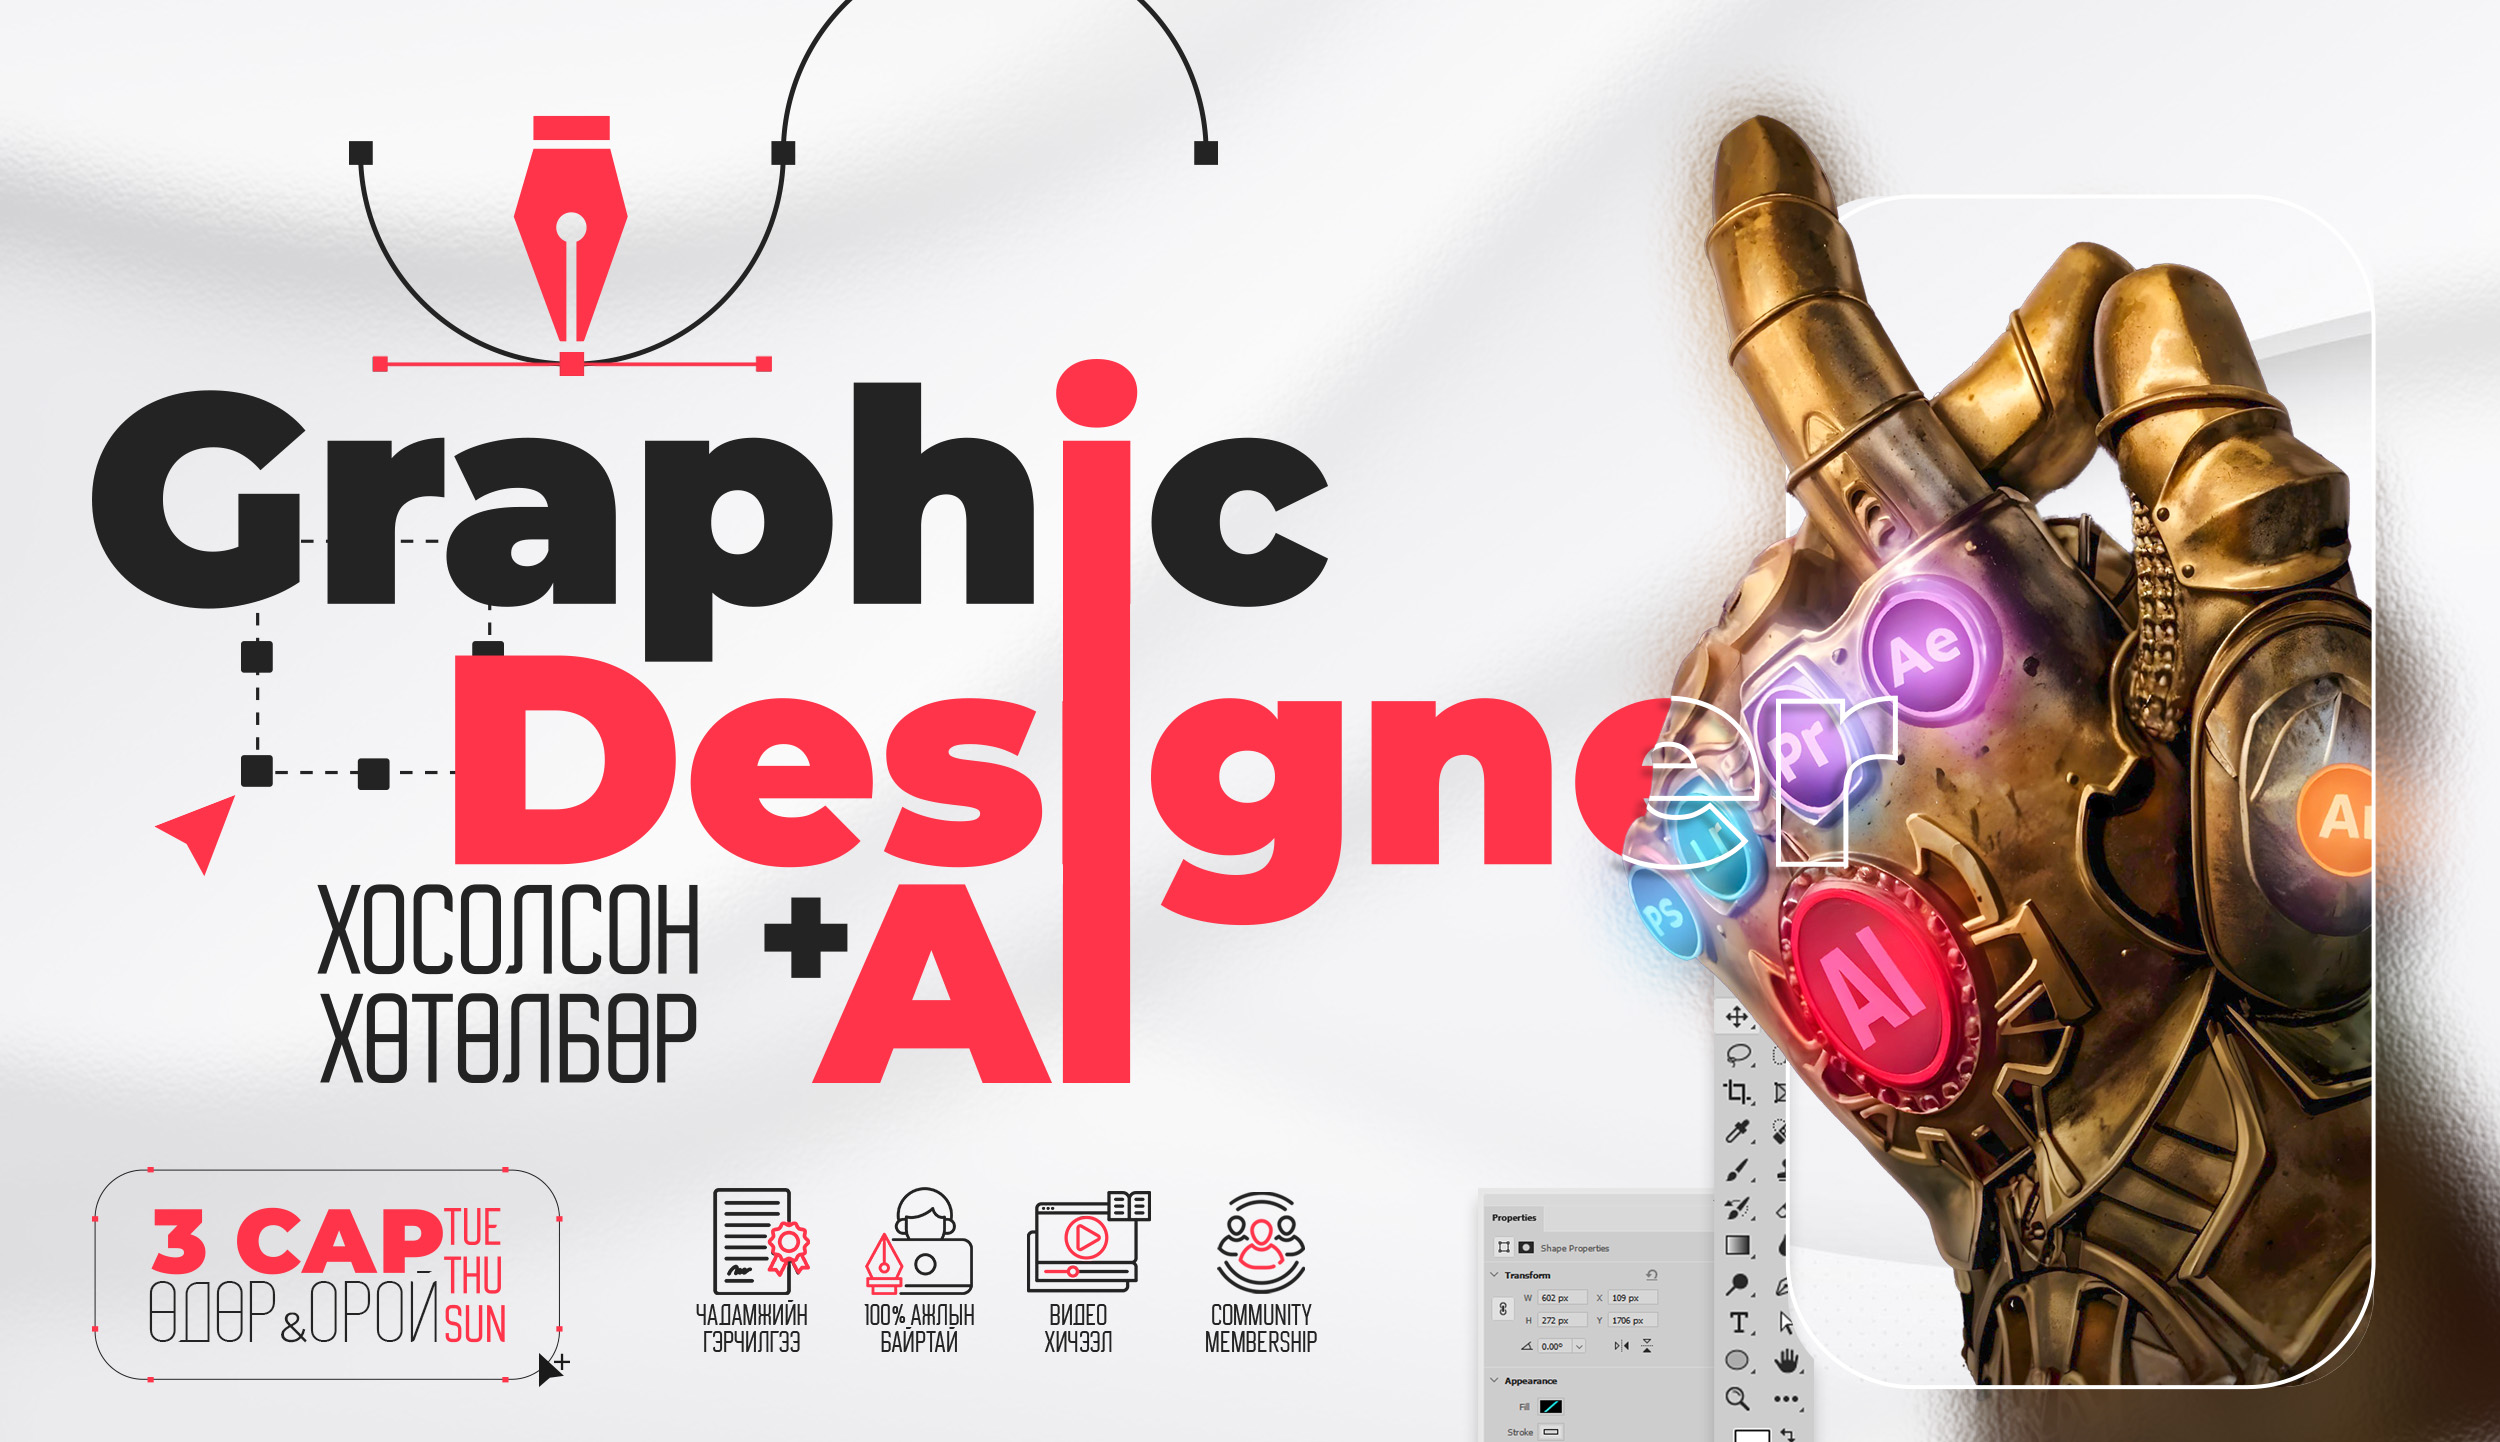 Graphic
Designer
ХОСОЛСОН
ХӨТӨЛБӨР
+AI
Ae
Pr
Lr
PS
AI
3 САР
ӨДӨР & ОРОЙ
TUE
THU
SUN
ЧАДАМЖИЙН
ГЭРЧИЛГЭЭ
100% АЖЛЫН
БАЙРТАЙ
ВИДЕО
ХИЧЭЭЛ
COMMUNITY
MEMBERSHIP
Properties
Shape Properties
Transform
W 602 px X 109 px
H 272 px Y 1706 px
0.00°
Appearance
Fill
Stroke
T